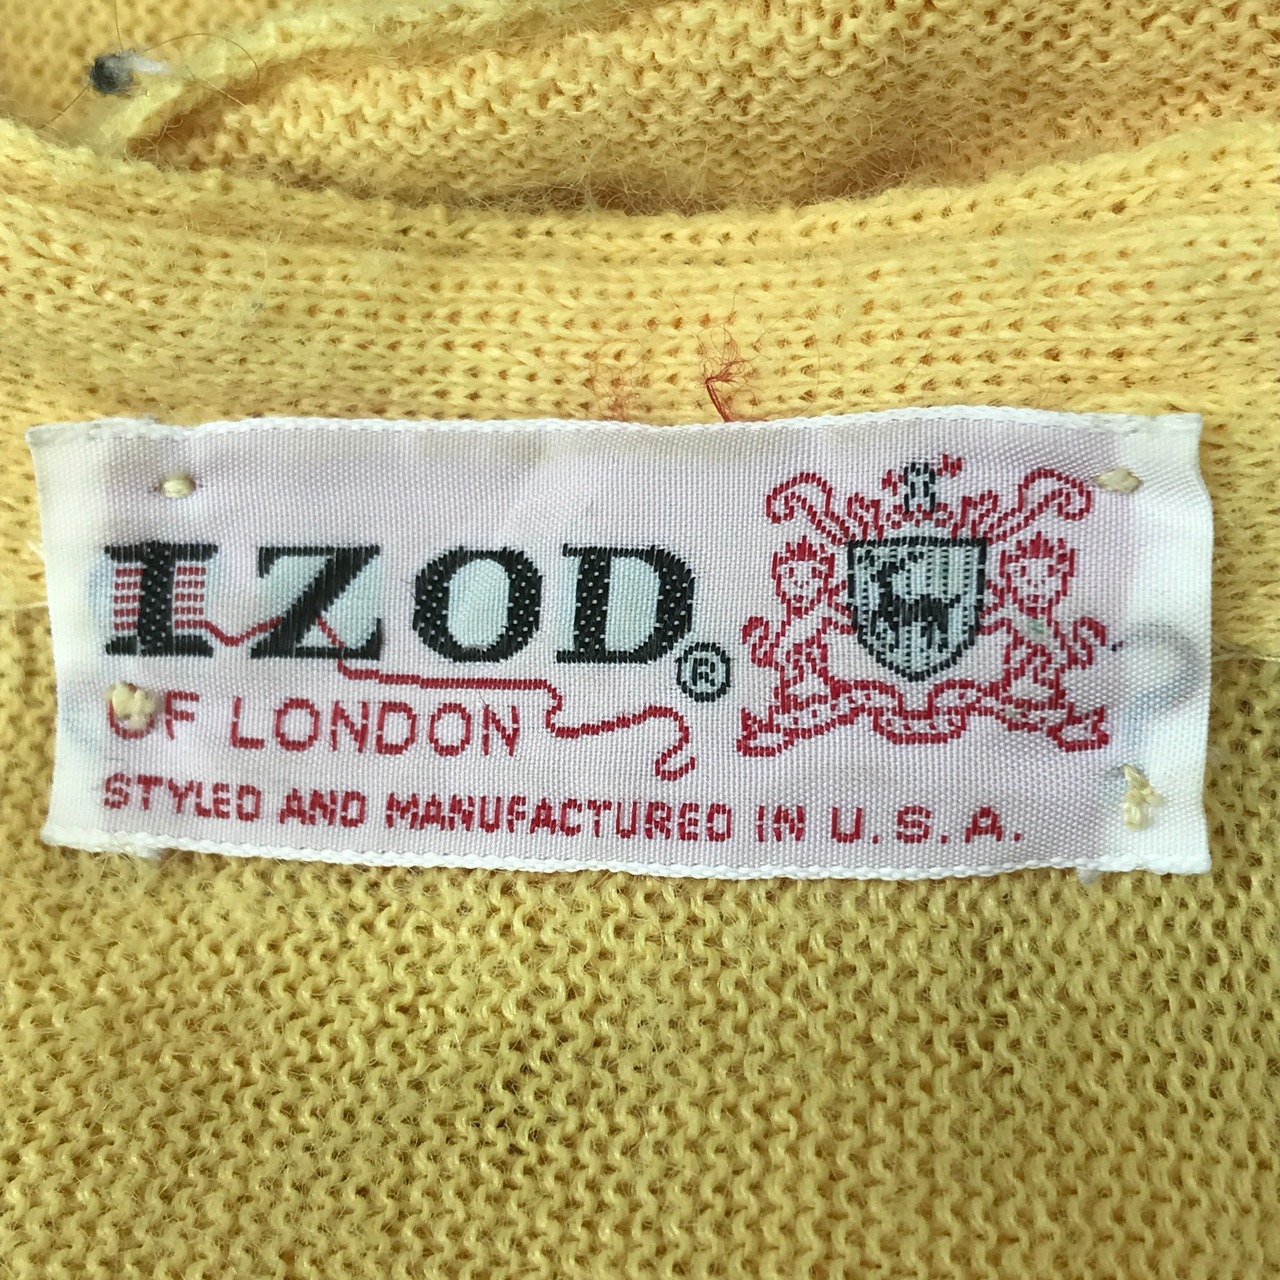 IZOD®
OF LONDON
STYLED AND MANUFACTURED IN U.S.A.